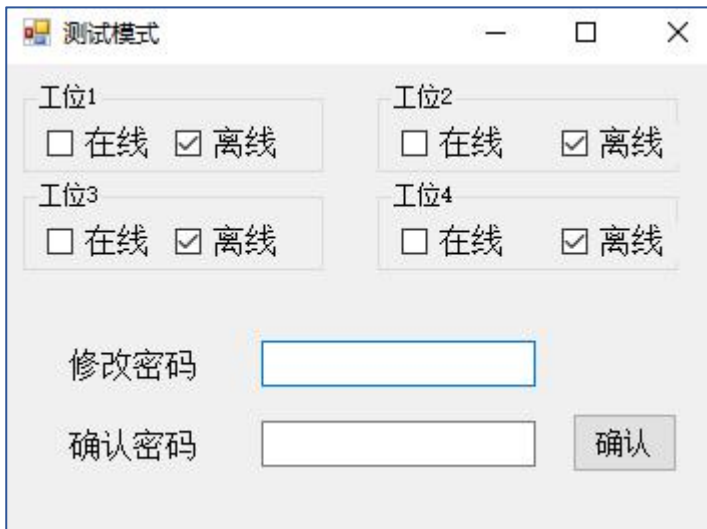 测试模式
工位1 工位2
在线 离线 在线 离线
工位3 工位4
在线 离线 在线 离线
修改密码
确认密码 确认